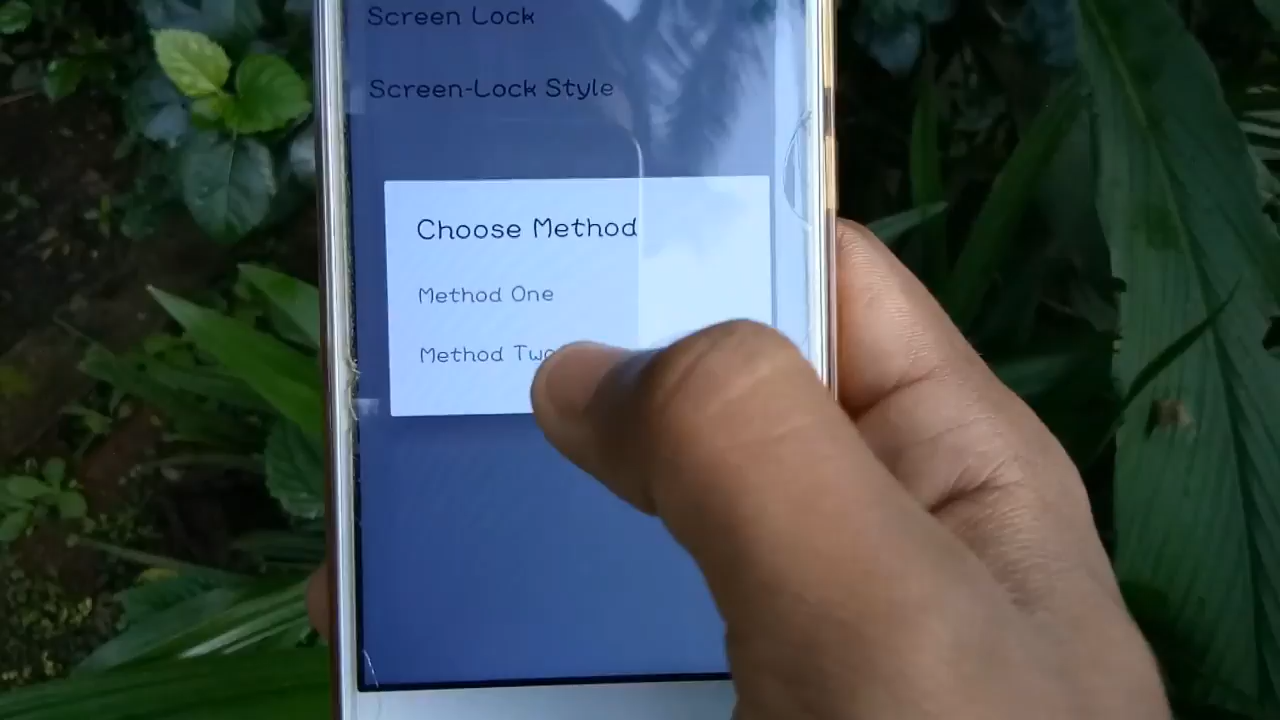 Screen Lock
Screen-Lock Style
Choose Method
Method One
Method Two